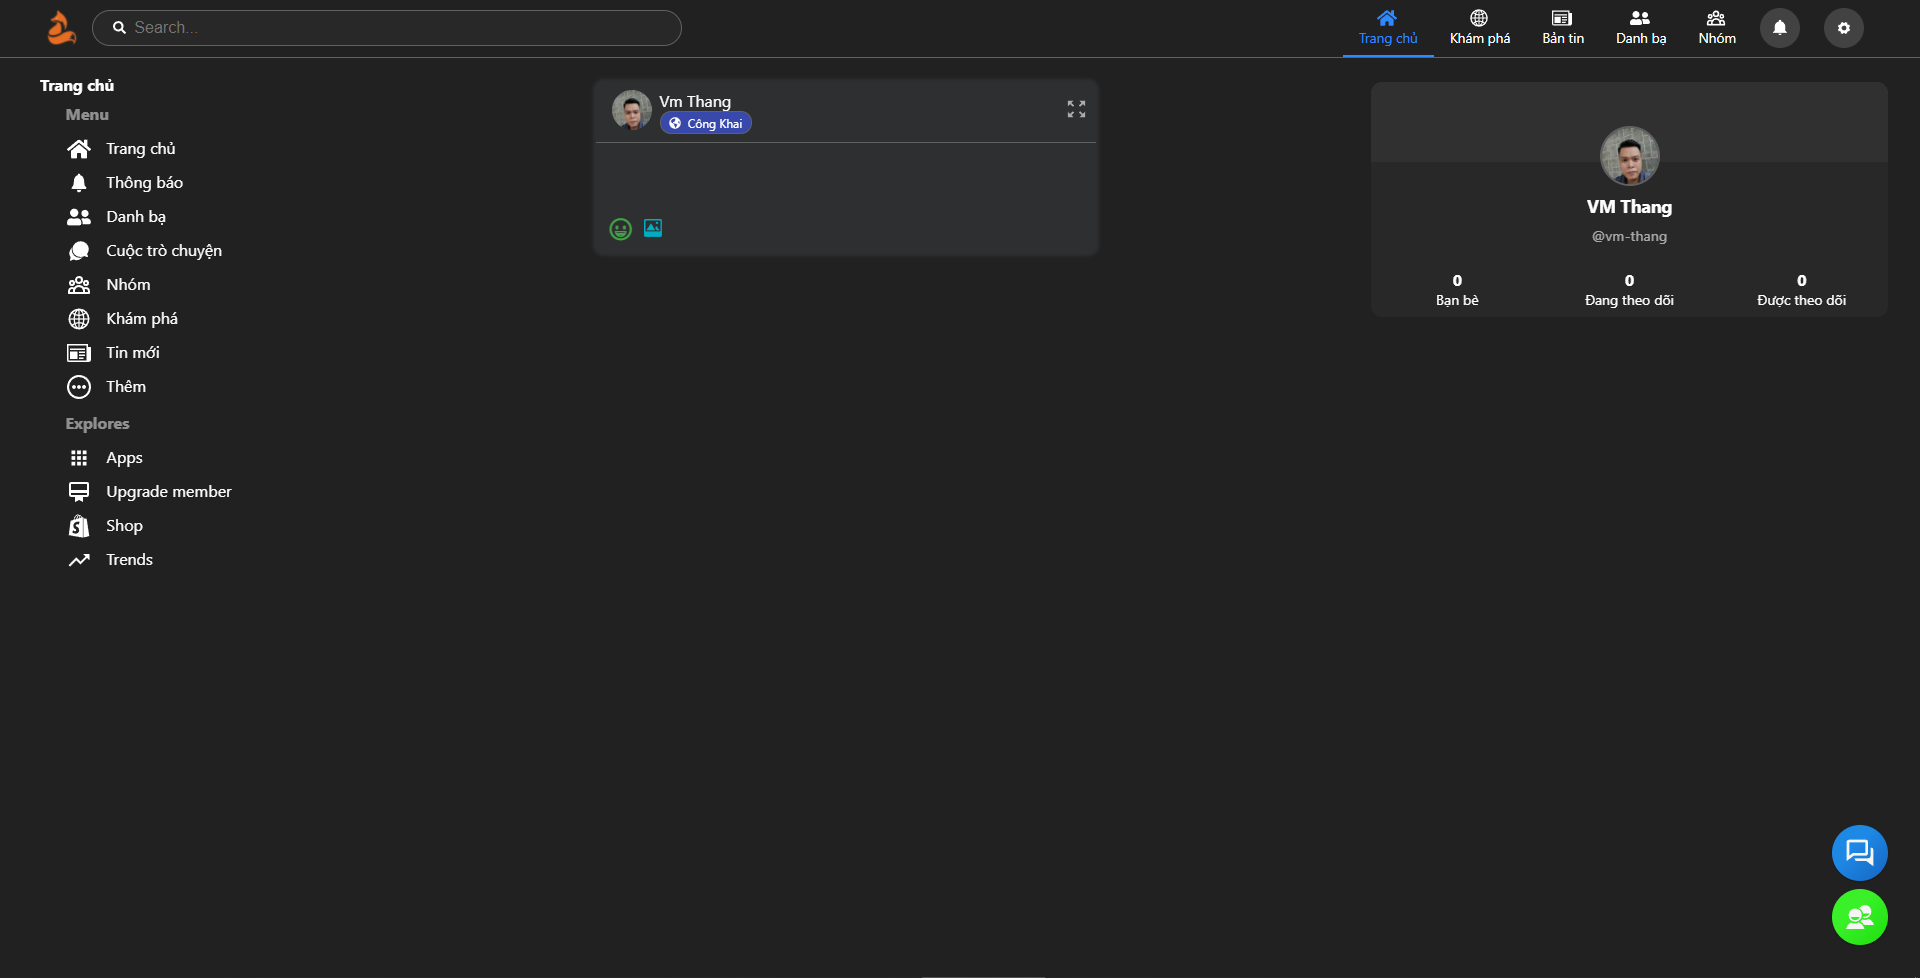 Search...
Trang chủ
Khám phá
Bản tin
Danh bạ
Nhóm
Trang chủ
Menu
Trang chủ
Thông báo
Danh bạ
Cuộc trò chuyện
Nhóm
Khám phá
Tin mới
Thêm
Explores
Apps
Upgrade member
Shop
Trends
Vm Thang
Công Khai
VM Thang
@vm-thang
0
Bạn bè
0
Đang theo dõi
0
Được theo dõi